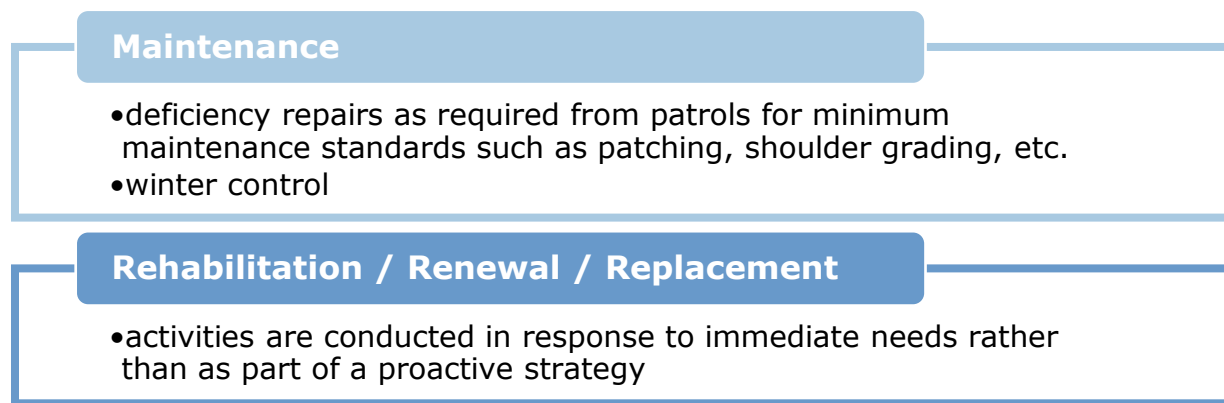 Maintenance
•deficiency repairs as required from patrols for minimum
maintenance standards such as patching, shoulder grading, etc.
•winter control
Rehabilitation / Renewal / Replacement
•activities are conducted in response to immediate needs rather
than as part of a proactive strategy